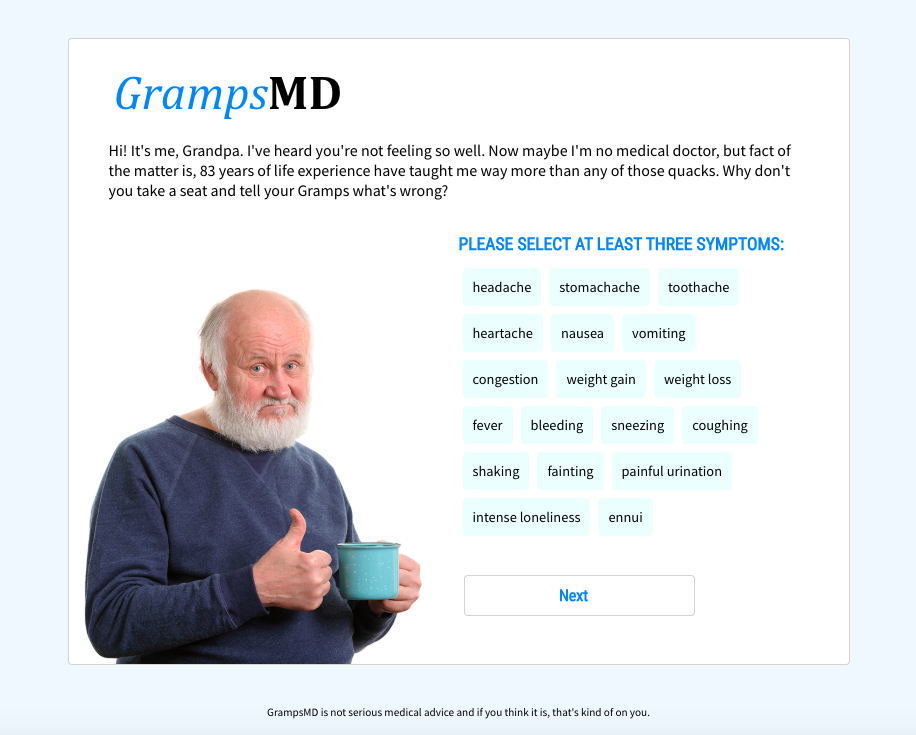 GrampsMD
Hi! It's me, Grandpa. I've heard you're not feeling so well. Now maybe I'm no medical doctor, but fact of
the matter is, 83 years of life experience have taught me way more than any of those quacks. Why don't
you take a seat and tell your Gramps what's wrong?
PLEASE SELECT AT LEAST THREE SYMPTOMS:
headache stomachache toothache
heartache nausea vomiting
congestion weight gain weight loss
fever bleeding sneezing coughing
shaking fainting painful urination
intense loneliness ennui
Next
GrampsMD is not serious medical advice and if you think it is, that's kind of on you.